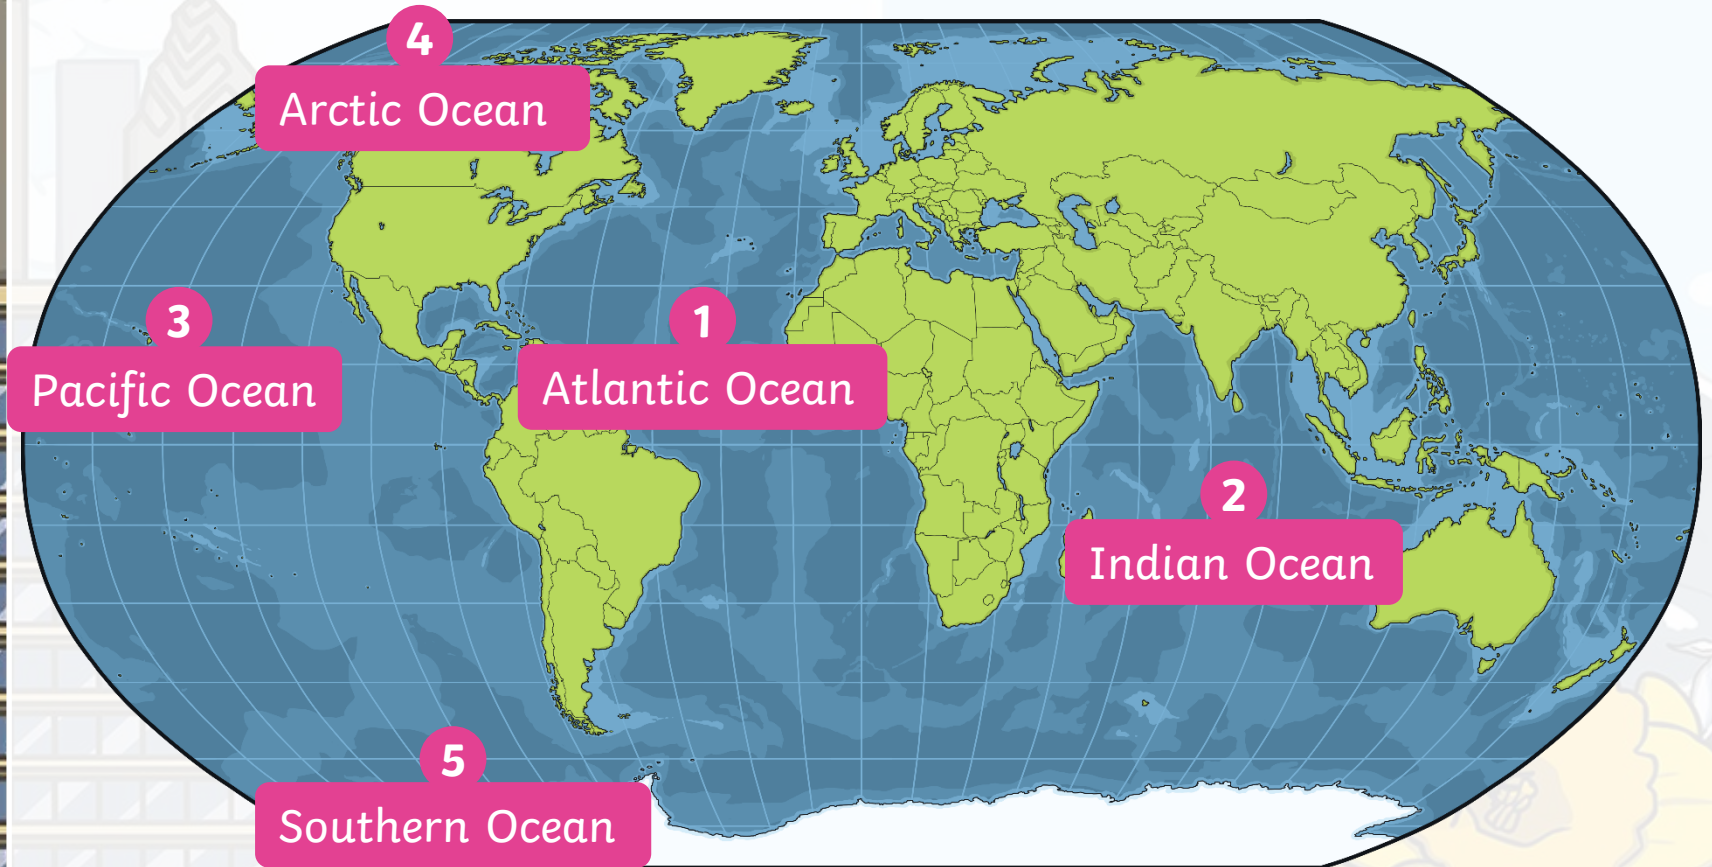 4
Arctic Ocean
3
Pacific Ocean
1
Atlantic Ocean
2
Indian Ocean
5
Southern Ocean